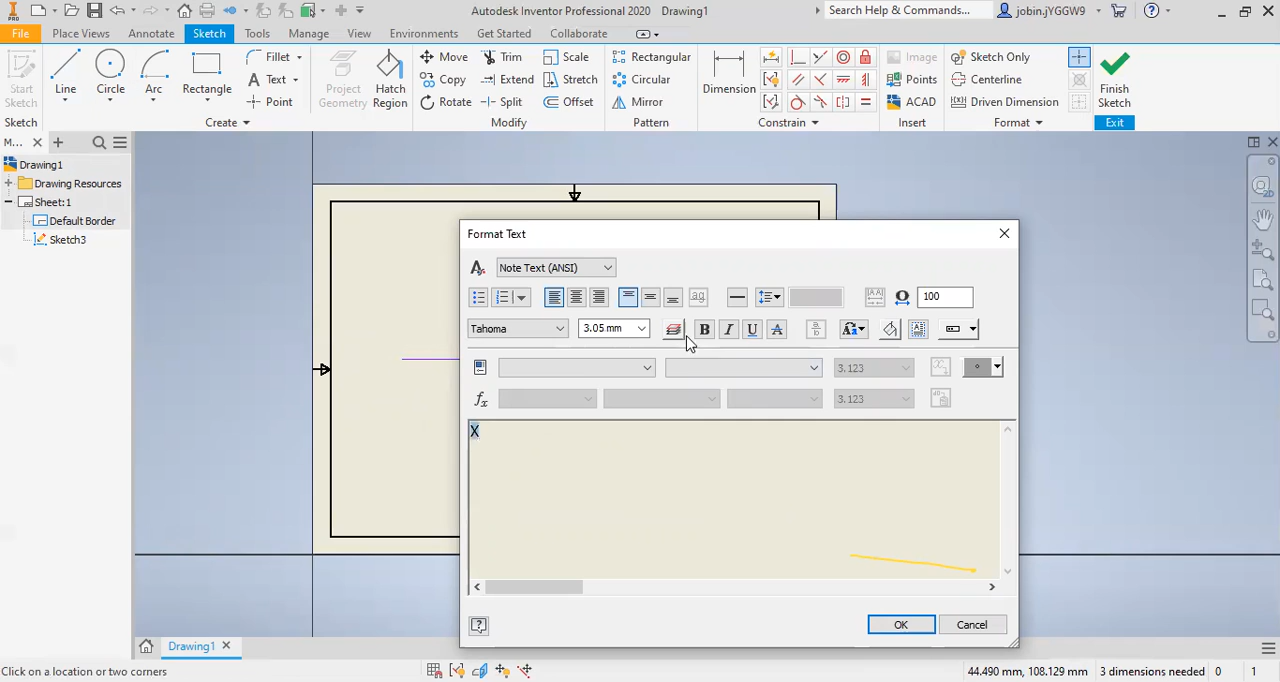 PRO
Autodesk Inventor Professional 2020 Drawing1
Search Help & Commands...
jobin.jYGGW9
File Sketch Place Views Annotate Tools Manage View Environments Get Started Collaborate
Start Sketch
Line
Circle
Arc
Rectangle
Fillet
Text
Point
Project Geometry
Hatch Region
Move
Copy
Rotate
Trim
Extend
Split
Scale
Stretch
Offset
Rectangular
Circular
Mirror
Dimension
Image
Points
ACAD
Sketch Only
Centerline
Driven Dimension
Finish Sketch
Sketch Create Modify Pattern Constrain Insert Format Exit
M...
Drawing1
Drawing Resources
Sheet:1
Default Border
Sketch3
Format Text
Note Text (ANSI)
100
Tahoma 3.05 mm B I U A
3.123
3.123
X
OK Cancel
Drawing1
Click on a location or two corners 44.490 mm, 108.129 mm 3 dimensions needed 0 1